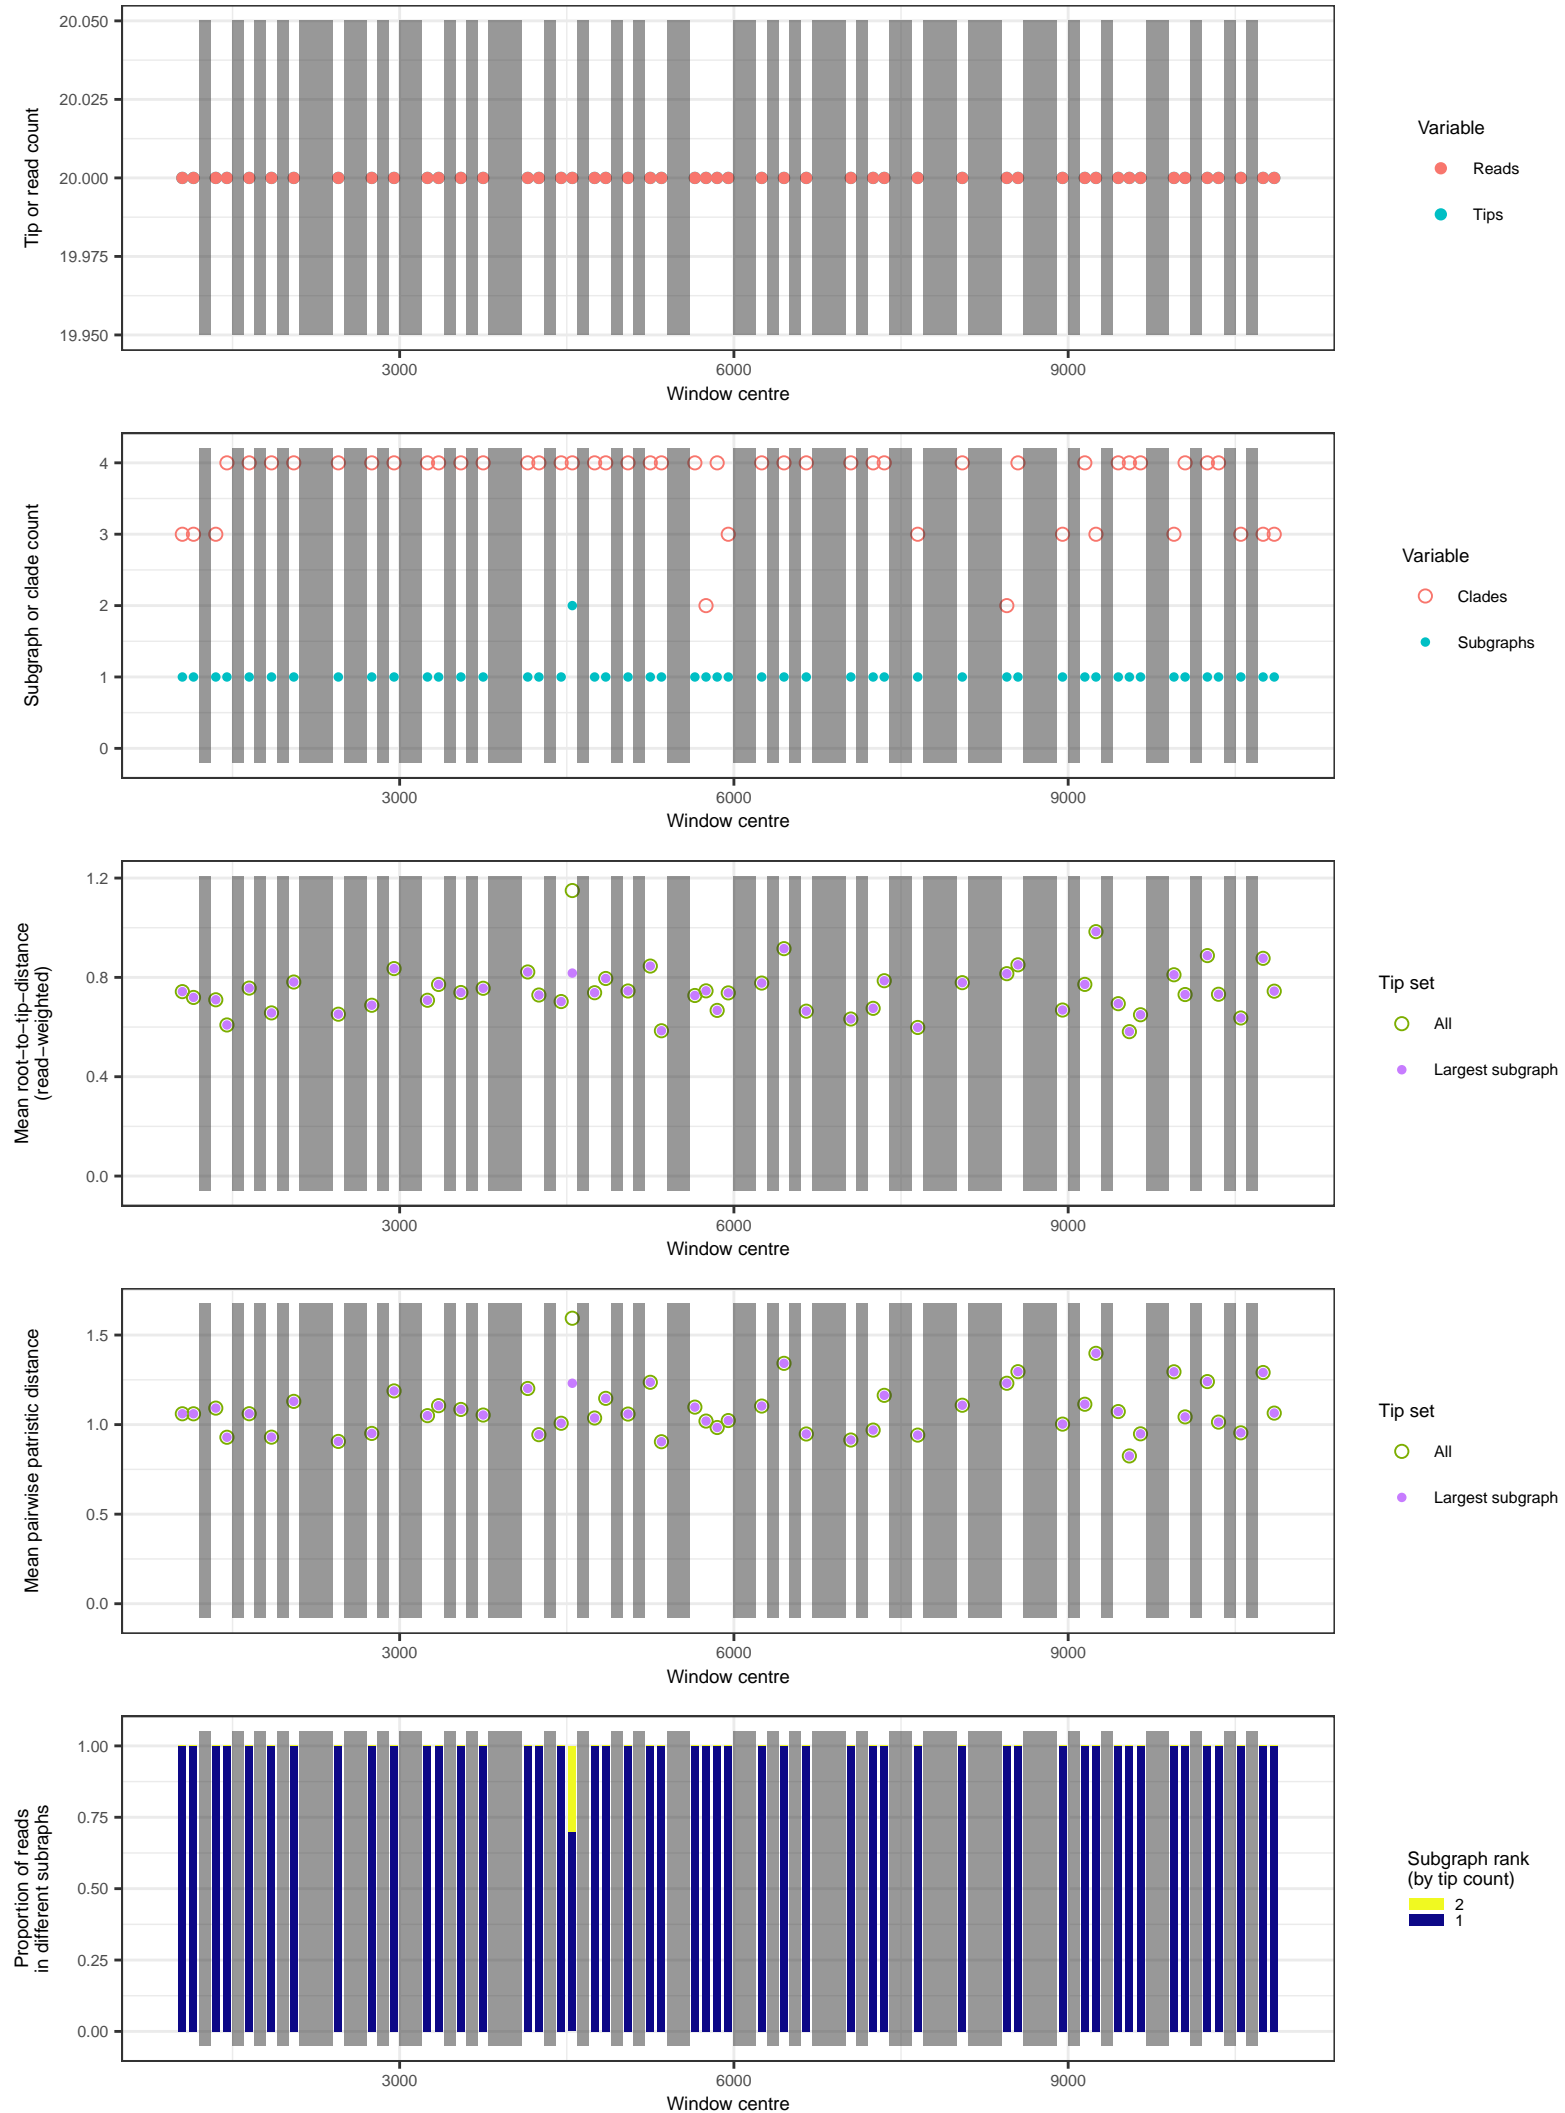 20.050
20.025
20.000
19.975
19.950
Tip or read count
3000
6000
9000
Window centre
Variable
Reads
Tips
4
3
2
1
0
Subgraph or clade count
3000
6000
9000
Window centre
Variable
Clades
Subgraphs
1.2
0.8
0.4
0.0
Mean root−to−tip−distance
(read−weighted)
3000
6000
9000
Window centre
Tip set
All
Largest subgraph
1.5
1.0
0.5
0.0
Mean pairwise patristic distance
3000
6000
9000
Window centre
Tip set
All
Largest subgraph
1.00
0.75
0.50
0.25
0.00
Proportion of reads
in different subraphs
3000
6000
9000
Window centre
Subgraph rank
(by tip count)
2
1